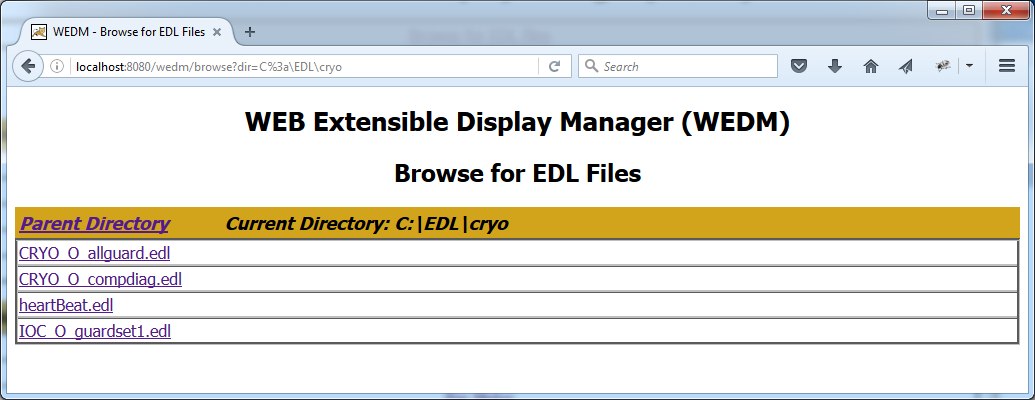 WEDM - Browse for EDL Files
localhost:8080/wedm/browse?dir=C%3a\EDL\cryo
Search
WEB Extensible Display Manager (WEDM)
Browse for EDL Files
Parent Directory Current Directory: C:\EDL\cryo
CRYO_O_allguard.edl
CRYO_O_compdiag.edl
heartBeat.edl
IOC_O_guardset1.edl